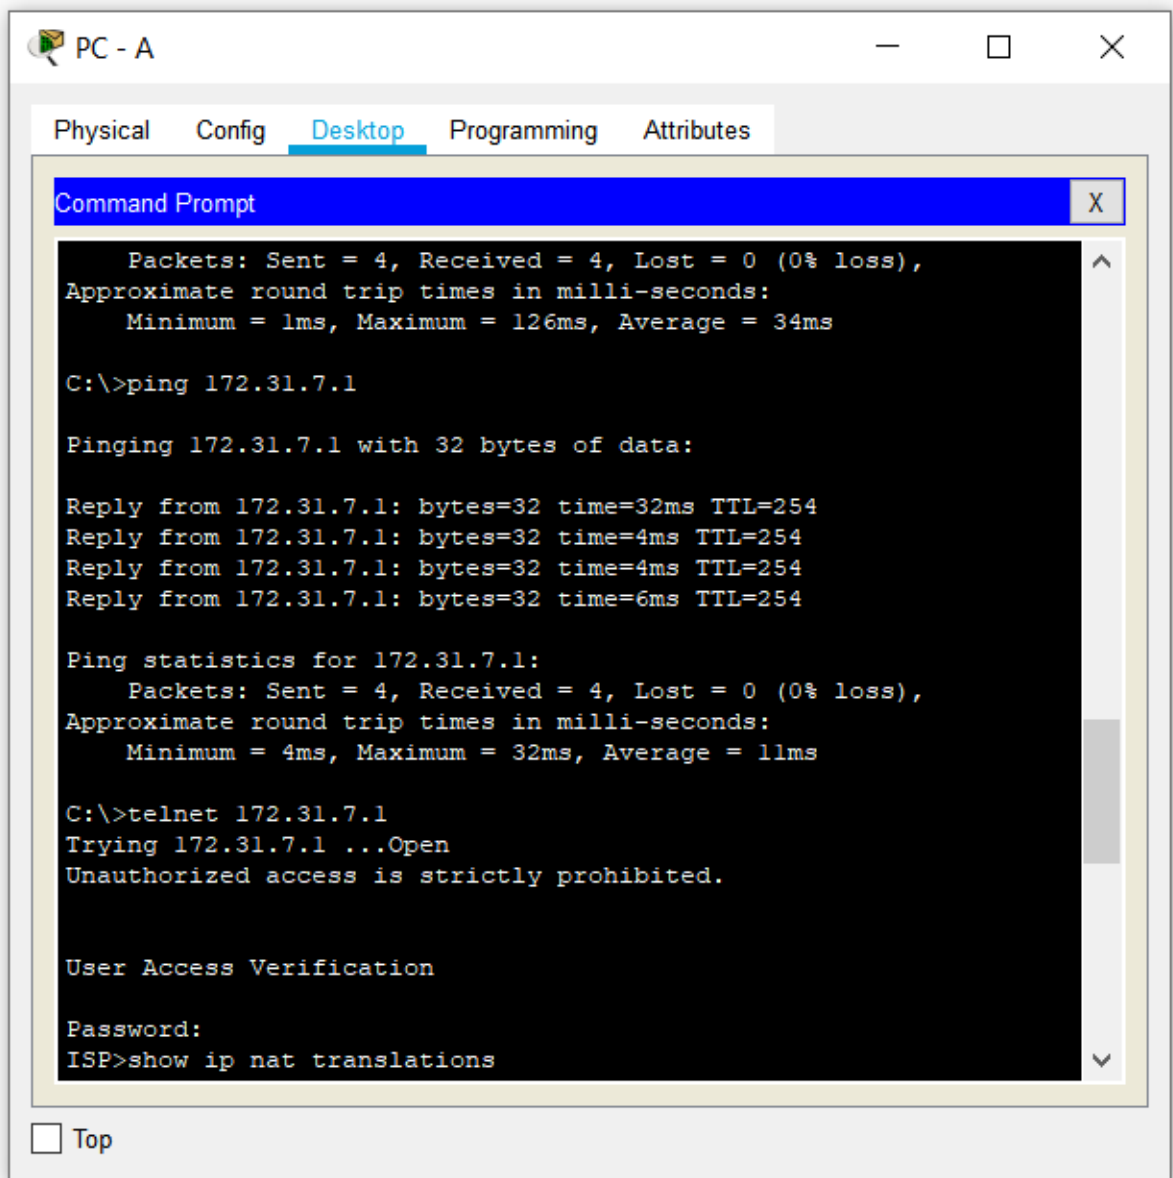 PC - A
Physical Config Desktop Programming Attributes
Command Prompt X
Packets: Sent = 4, Received = 4, Lost = 0 (0% loss),
Approximate round trip times in milli-seconds:
Minimum = 1ms, Maximum = 126ms, Average = 34ms
C:\>ping 172.31.7.1
Pinging 172.31.7.1 with 32 bytes of data:
Reply from 172.31.7.1: bytes=32 time=32ms TTL=254
Reply from 172.31.7.1: bytes=32 time=4ms TTL=254
Reply from 172.31.7.1: bytes=32 time=4ms TTL=254
Reply from 172.31.7.1: bytes=32 time=6ms TTL=254
Ping statistics for 172.31.7.1:
Packets: Sent = 4, Received = 4, Lost = 0 (0% loss),
Approximate round trip times in milli-seconds:
Minimum = 4ms, Maximum = 32ms, Average = 11ms
C:\>telnet 172.31.7.1
Trying 172.31.7.1 ...Open
Unauthorized access is strictly prohibited.
User Access Verification
Password:
ISP>show ip nat translations
Top